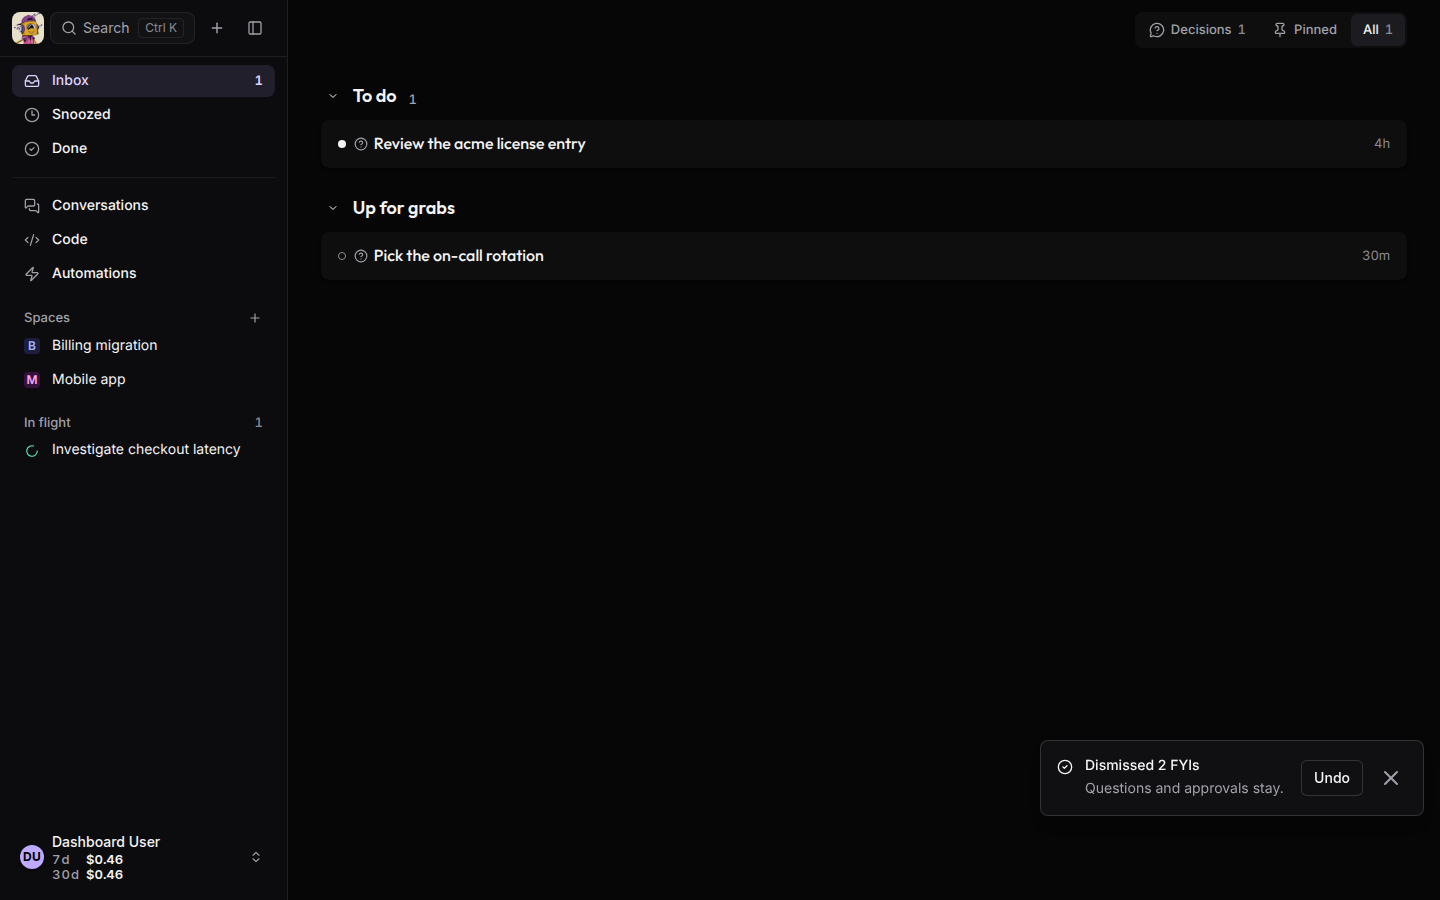 Search Ctrl K
Inbox 1
Snoozed
Done
Conversations
Code
Automations
Spaces
B Billing migration
M Mobile app
In flight 1
Investigate checkout latency
DU Dashboard User
7d $0.46
30d $0.46
Decisions 1 Pinned All 1
To do 1
Review the acme license entry 4h
Up for grabs
Pick the on-call rotation 30m
Dismissed 2 FYIs
Questions and approvals stay.
Undo